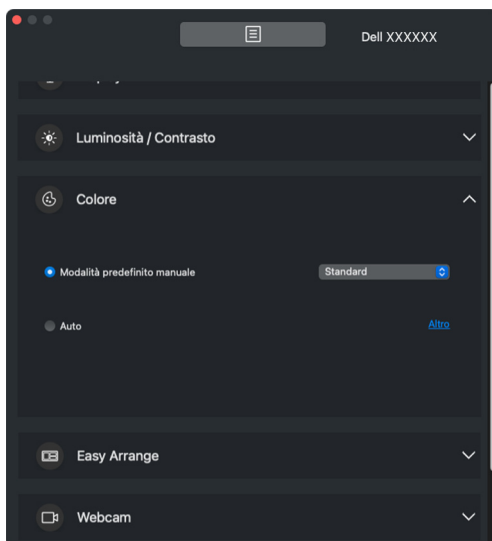 Dell XXXXXX
Luminosità / Contrasto
Colore
Modalità predefinito manuale
Standard
Auto
Altro
Easy Arrange
Webcam